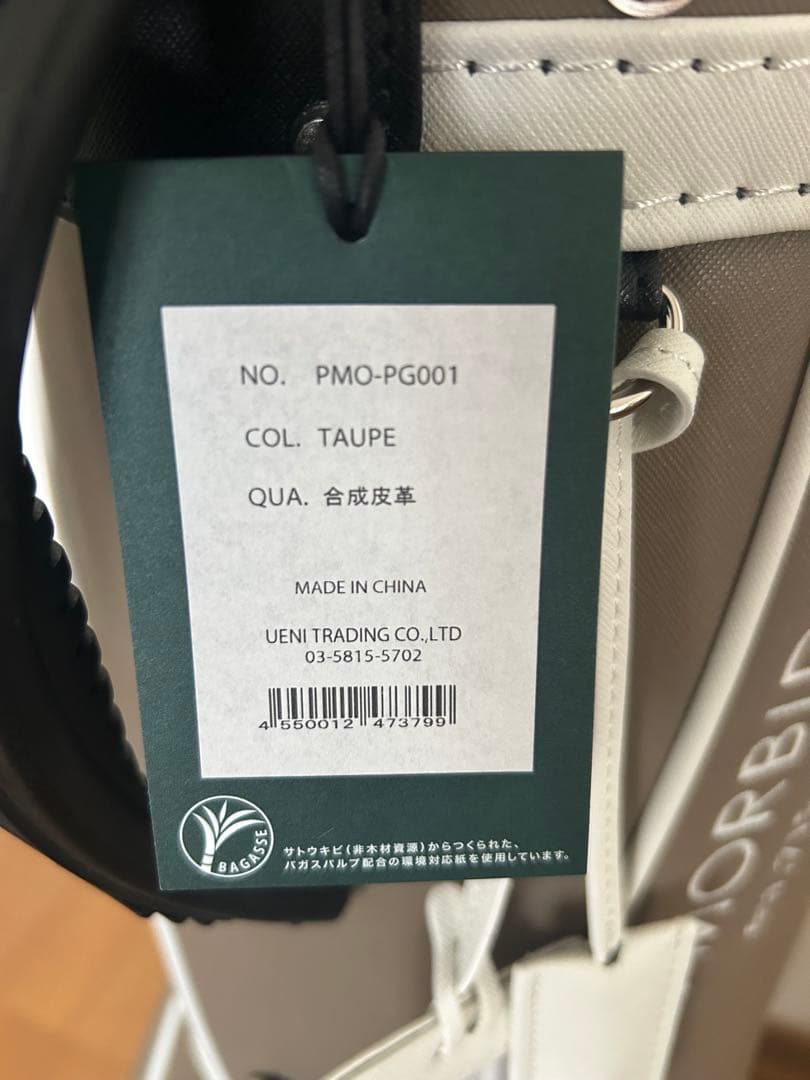 NO. PMO-PG001
COL. TAUPE
QUA. 合成皮革
MADE IN CHINA
UENI TRADING CO.,LTD
03-5815-5702
4 550012 473799
BAGASSE
サトウキビ(非木材資源)からつくられた、
バガスパルプ配合の環境対応紙を使用しています。
MORBID